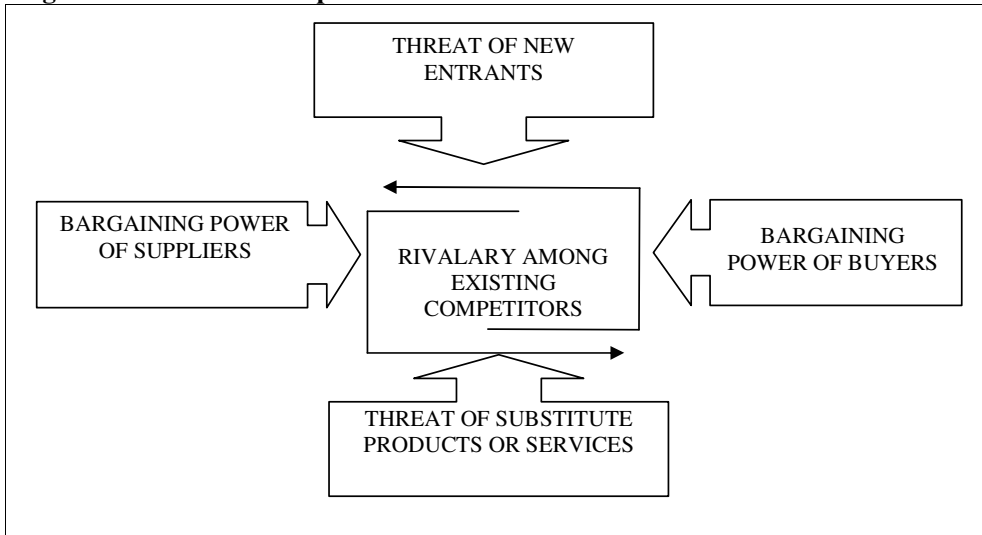 THREAT OF NEW
ENTRANTS
BARGAINING POWER
OF SUPPLIERS
RIVALARY AMONG
EXISTING
COMPETITORS
BARGAINING
POWER OF BUYERS
THREAT OF SUBSTITUTE
PRODUCTS OR SERVICES